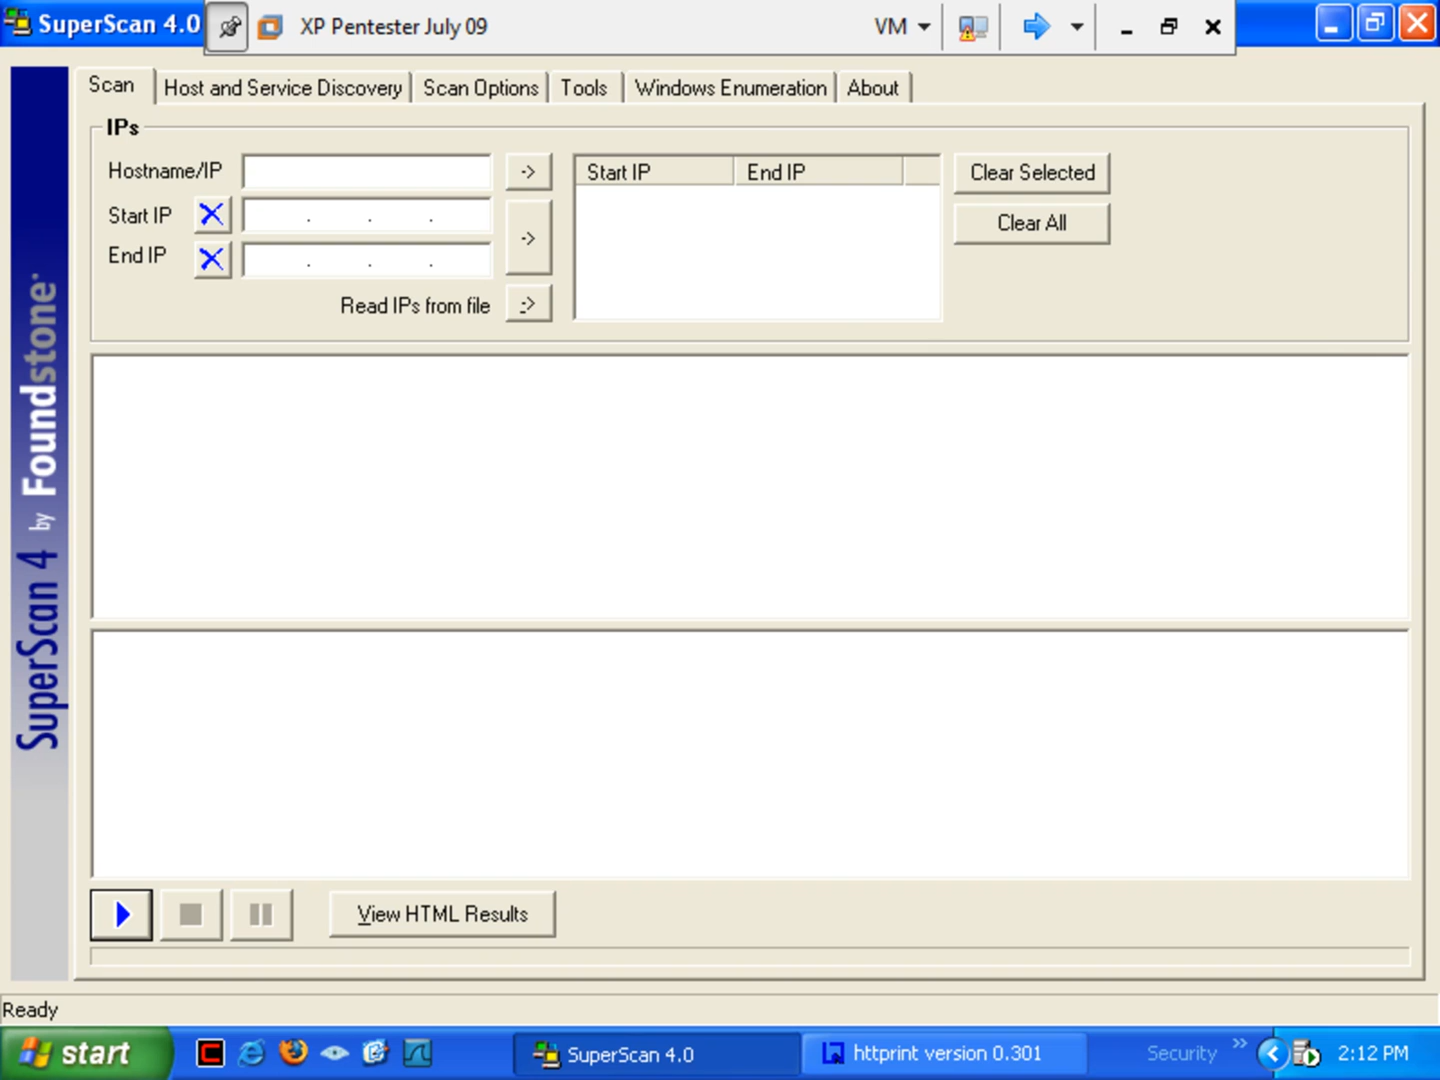 SuperScan 4.0
XP Pentester July 09
VM
Scan
Host and Service Discovery
Scan Options
Tools
Windows Enumeration
About
IPs
Hostname/IP
->
Start IP
End IP
Clear Selected
Start IP
. . .
->
Clear All
End IP
. . .
Read IPs from file
->
SuperScan 4 by Foundstone
View HTML Results
Ready
start
SuperScan 4.0
httprint version 0.301
Security
»
2:12 PM